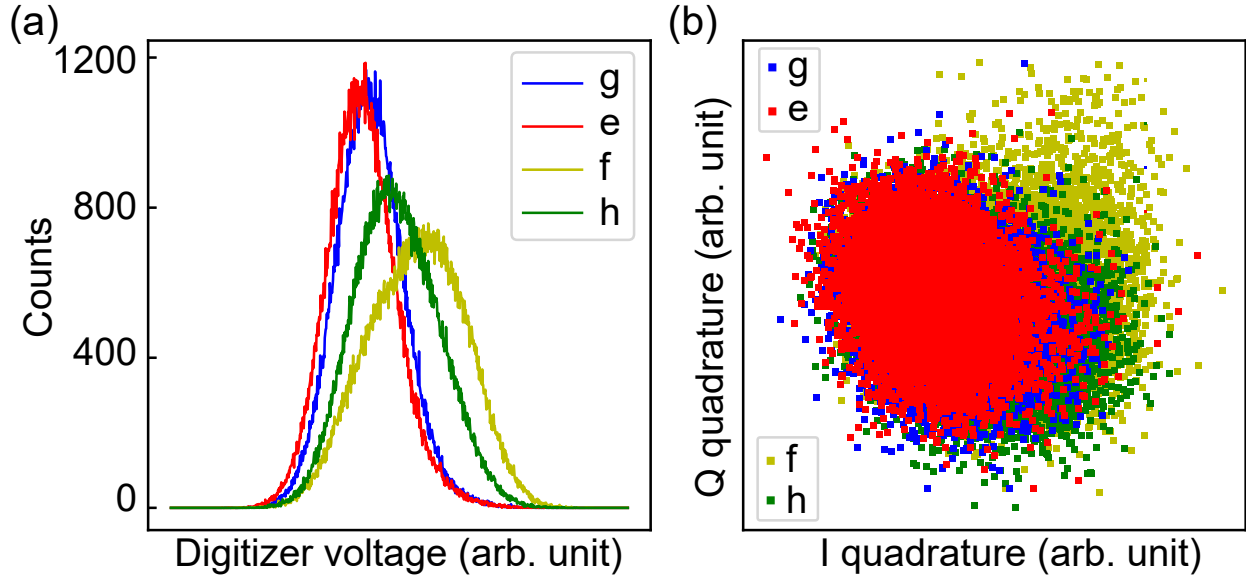 (a)
1200
800
400
0
Counts
Digitizer voltage (arb. unit)
g
e
f
h
(b)
g
e
f
h
Q quadrature (arb. unit)
I quadrature (arb. unit)